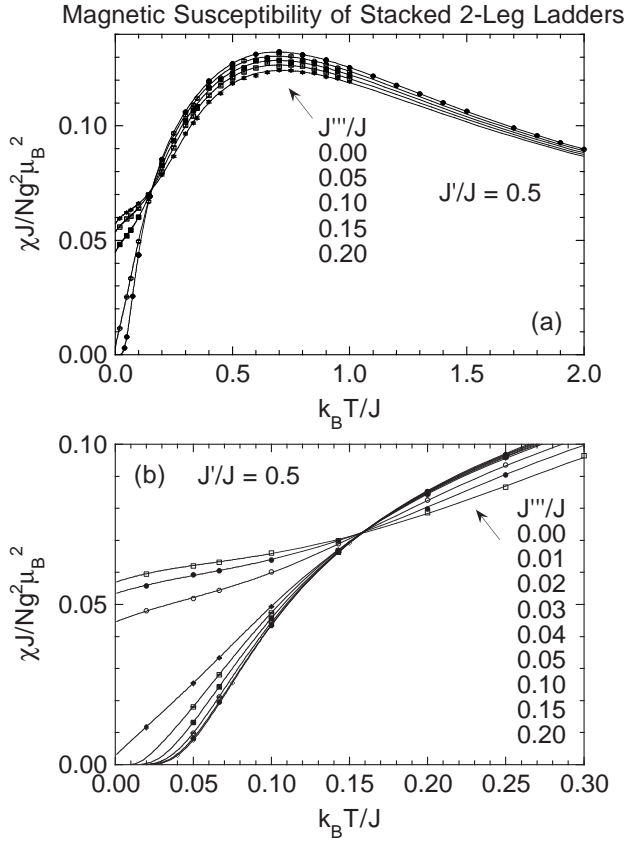 Magnetic Susceptibility of Stacked 2-Leg Ladders
χJ/Ng²μ_B²
0.10
0.05
0.00
J'''/J
0.00
0.05
0.10
0.15
0.20
J'/J = 0.5
(a)
0.0 0.5 1.0 1.5 2.0
k_BT/J
χJ/Ng²μ_B²
0.10
0.05
0.00
(b) J'/J = 0.5
J'''/J
0.00
0.01
0.02
0.03
0.04
0.05
0.10
0.15
0.20
0.00 0.05 0.10 0.15 0.20 0.25 0.30
k_BT/J